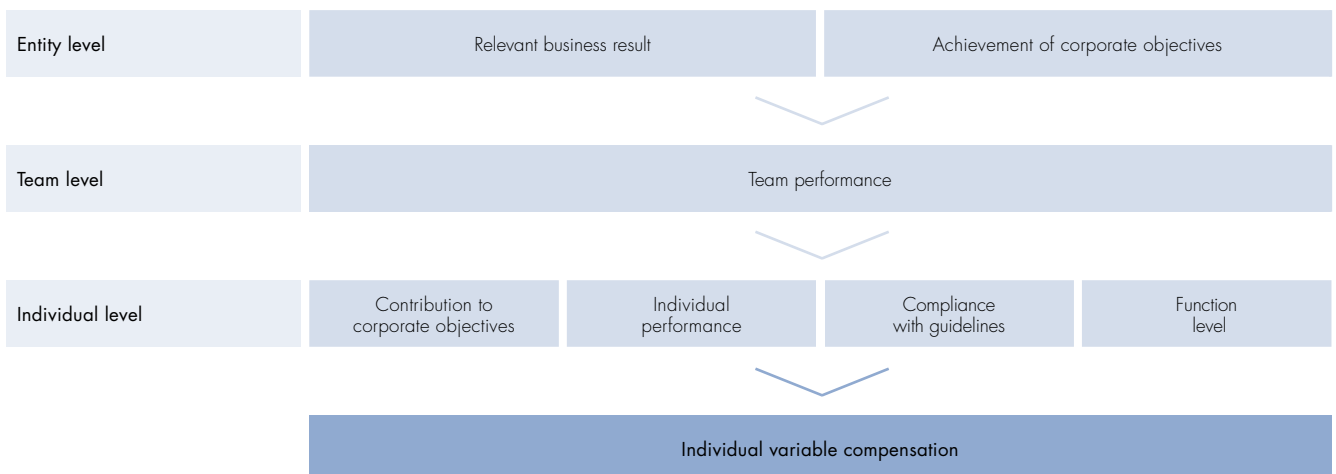 Entity level
Relevant business result
Achievement of corporate objectives
Team level
Team performance
Individual level
Contribution to
corporate objectives
Individual
performance
Compliance
with guidelines
Function
level
Individual variable compensation